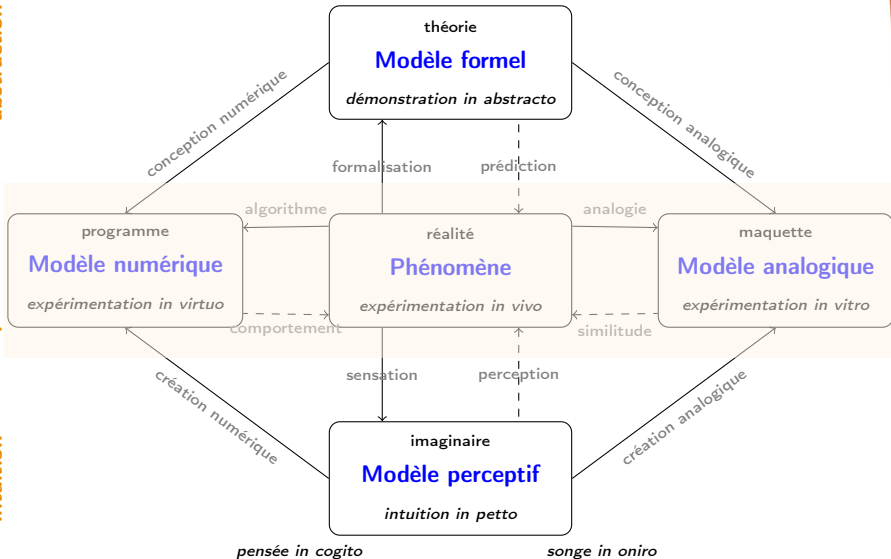 abstraction
théorie
Modèle formel
démonstration in abstracto
conception numérique
conception analogique
formalisation
prédiction
algorithme
analogie
programme
Modèle numérique
expérimentation in virtuo
réalité
Phénomène
expérimentation in vivo
maquette
Modèle analogique
expérimentation in vitro
comportement
similitude
sensation
perception
création numérique
création analogique
imaginaire
Modèle perceptif
intuition in petto
intuition
pensée in cogito
songe in oniro